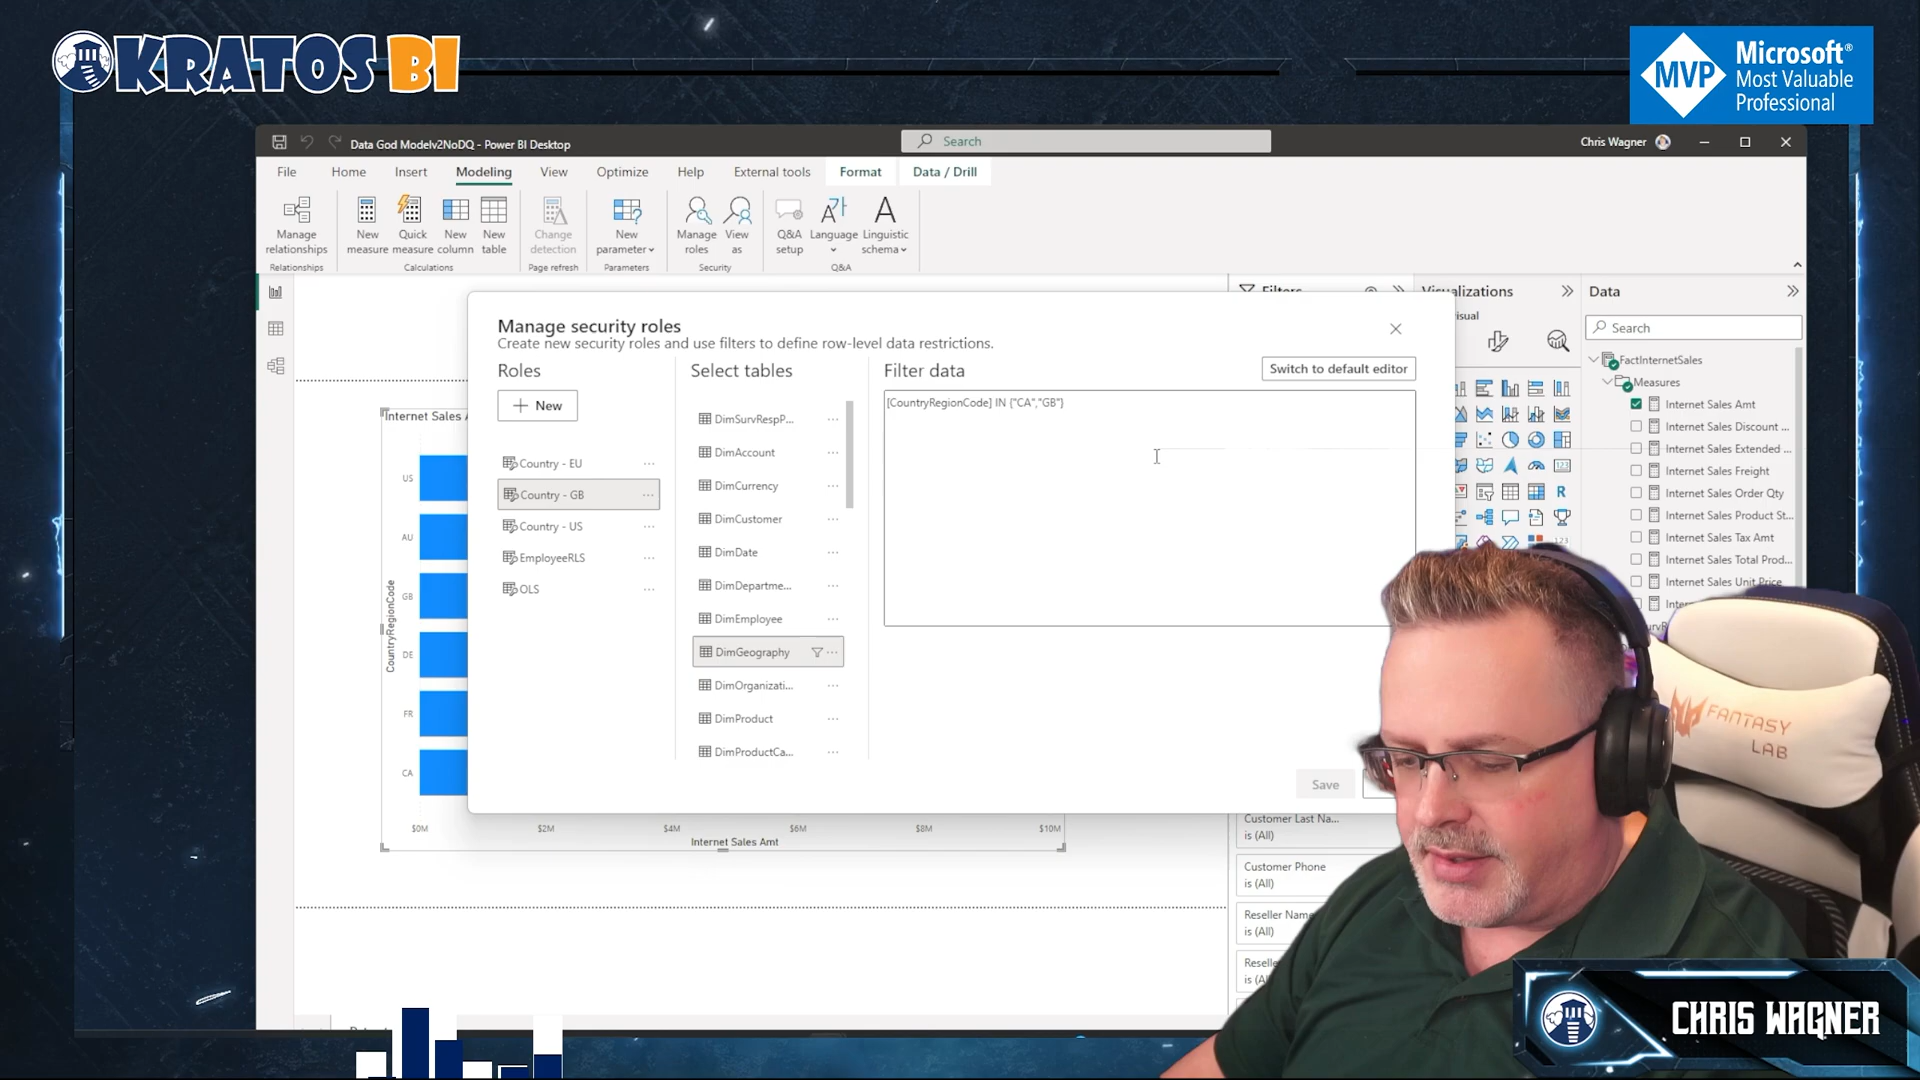 KRATOS BI
MVP
Microsoft®
Most Valuable
Professional
Data God Modelv2NoDQ - Power BI Desktop
Search
Chris Wagner
File
Home
Insert
Modeling
View
Optimize
Help
External tools
Format
Data / Drill
Manage
relationships
New
measure
Quick
measure
New
column
New
table
Change
detection
New
parameter
Manage
roles
View
as
Q&A
setup
Language
Linguistic
schema
Relationships
Calculations
Page refresh
Parameters
Security
Q&A
Manage security roles
Create new security roles and use filters to define row-level data restrictions.
Roles
New
Country - EU
Country - GB
Country - US
EmployeeRLS
OLS
Select tables
DimSurvRespP...
DimAccount
DimCurrency
DimCustomer
DimDate
DimDepartme...
DimEmployee
DimGeography
DimOrganizati...
DimProduct
DimProductCa...
Filter data
Switch to default editor
[CountryRegionCode] IN {"CA","GB"}
Save
Internet Sales A
CountryRegionCode
US
AU
GB
DE
FR
CA
$0M
$2M
$4M
$6M
$8M
$10M
Internet Sales Amt
Filters
Customer Last Na...
is (All)
Customer Phone
is (All)
Reseller Name
is (All)
Visualizations
Data
Search
FactInternetSales
Measures
Internet Sales Amt
Internet Sales Discount ...
Internet Sales Extended ...
Internet Sales Freight
Internet Sales Order Qty
Internet Sales Product St...
Internet Sales Tax Amt
Internet Sales Total Prod...
Internet Sales Unit Price
FANTASY
LAB
CHRIS WAGNER